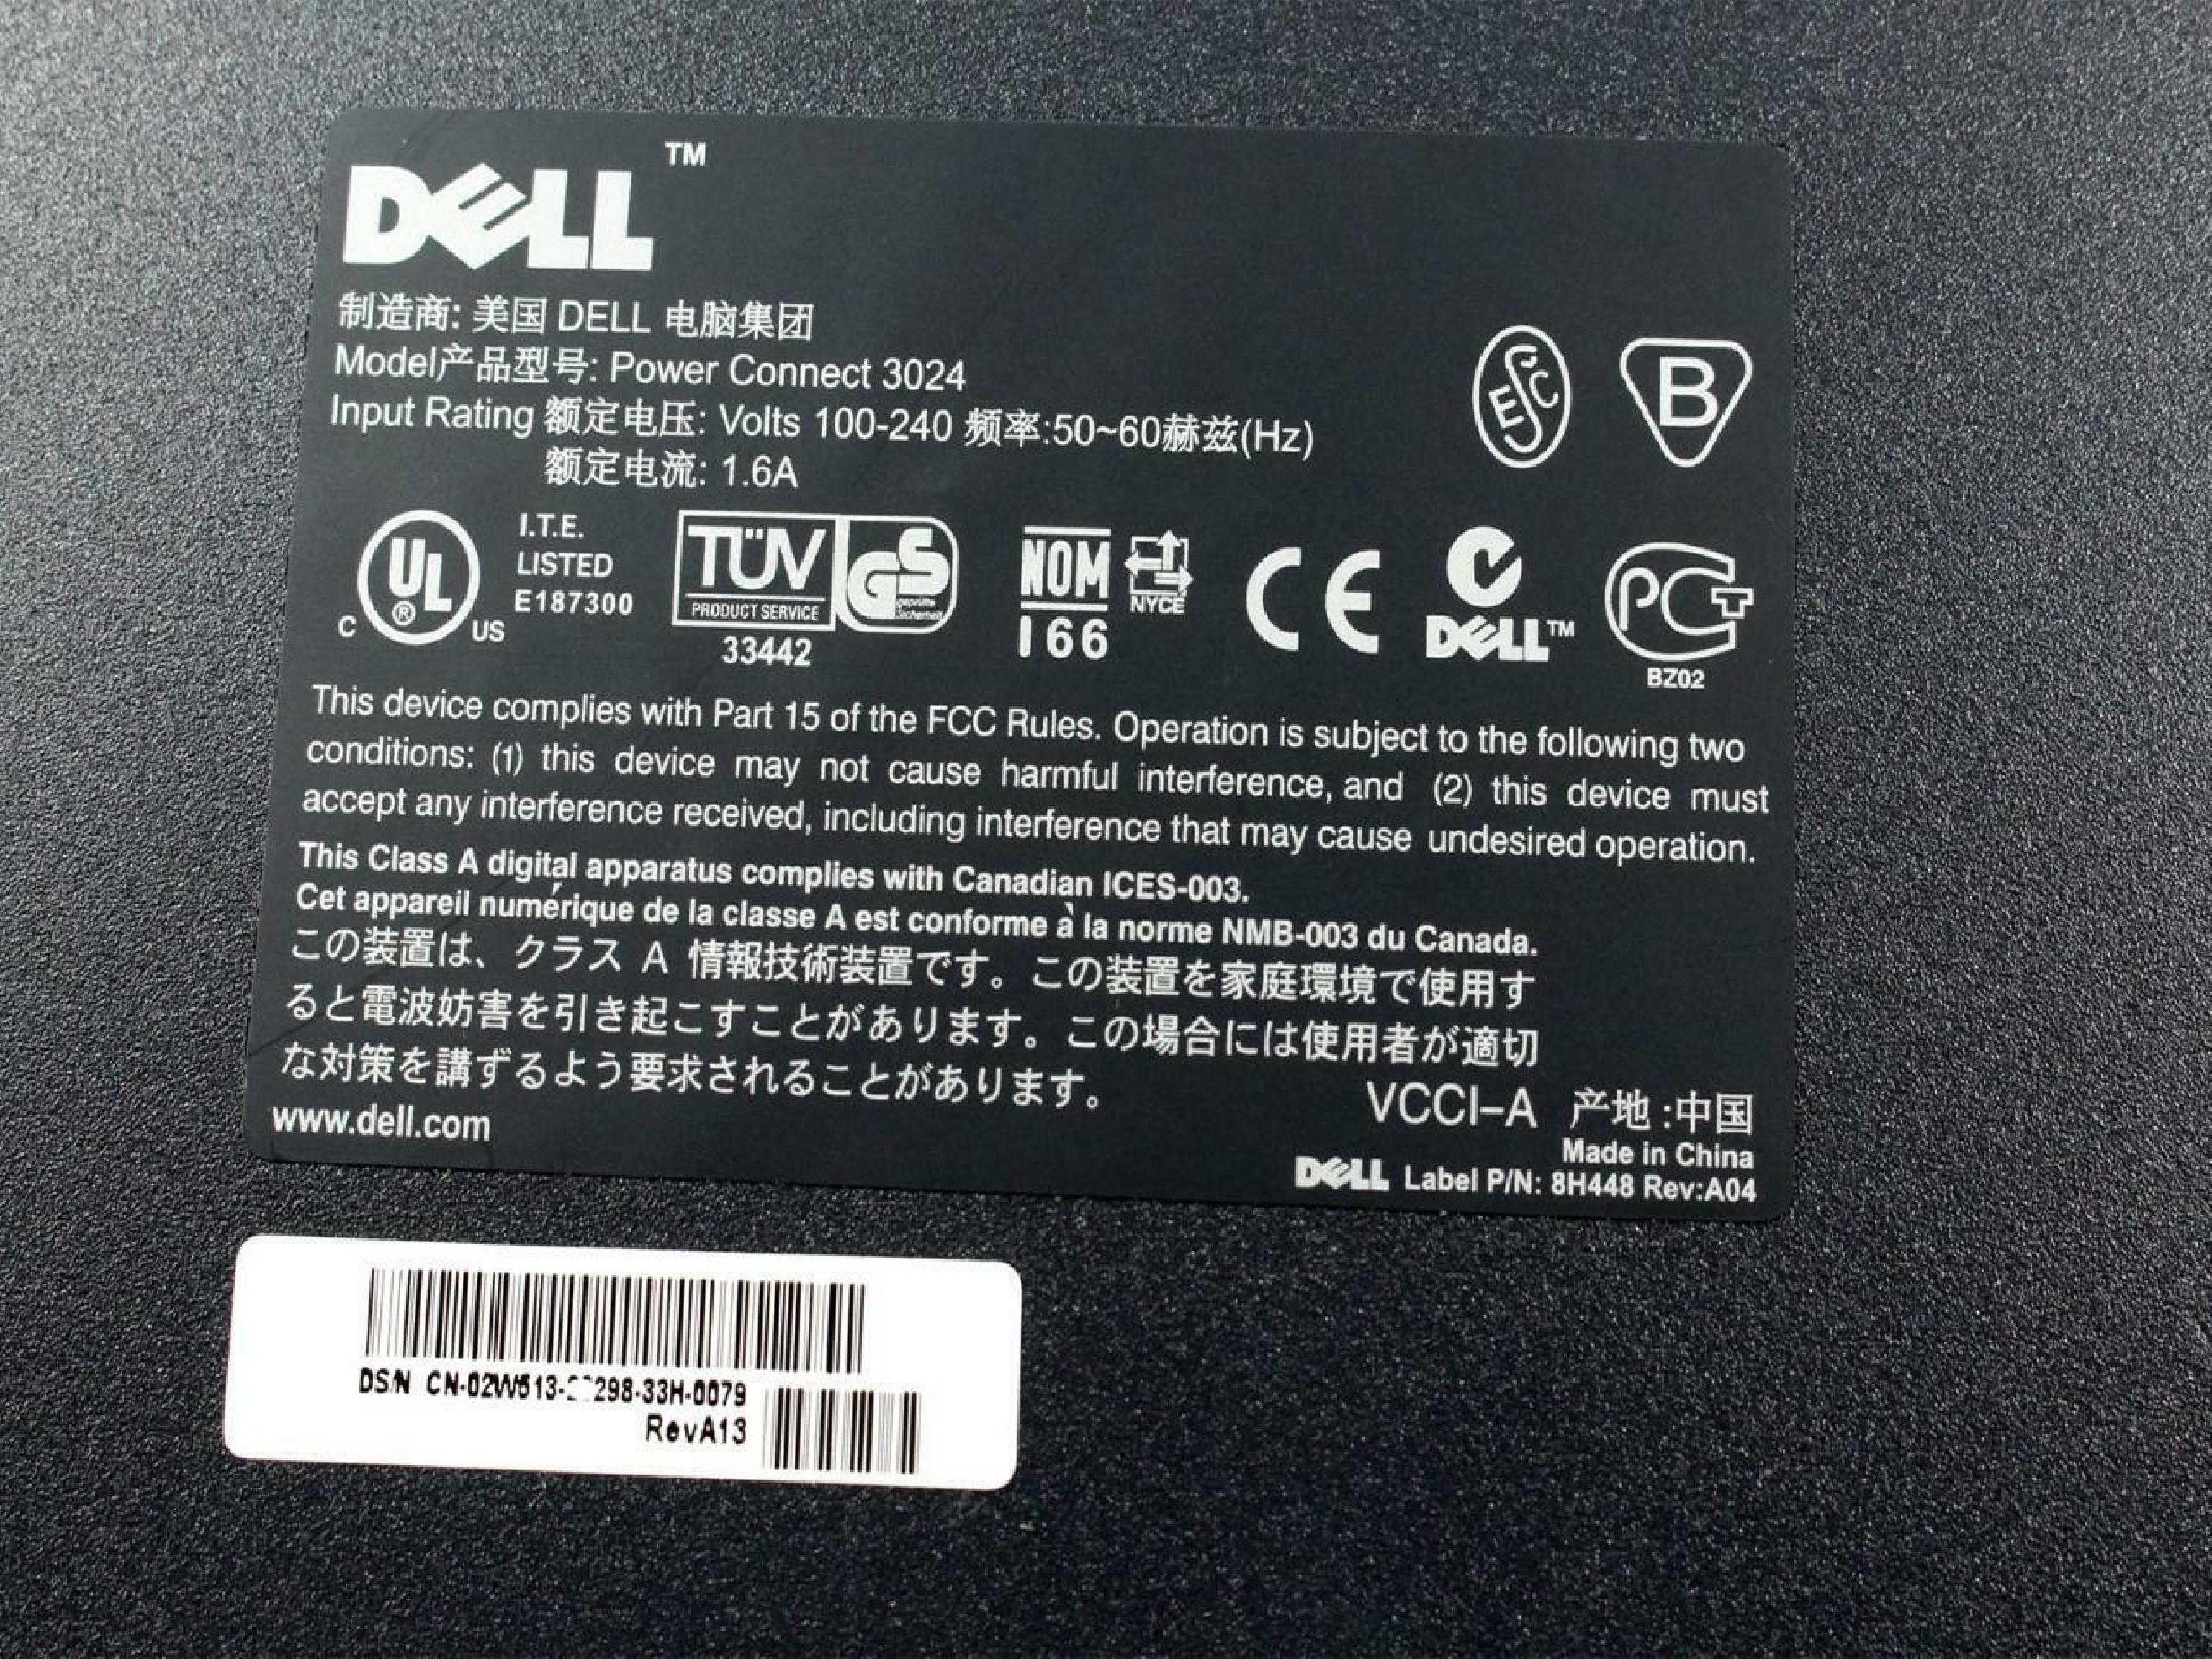 DELL™
制造商: 美国 DELL 电脑集团
Model产品型号: Power Connect 3024
Input Rating 额定电压: Volts 100-240 频率:50~60赫兹(Hz)
额定电流: 1.6A
ESC
B
C UL ® US
I.T.E.
LISTED
E187300
TÜV
PRODUCT SERVICE
GS
geprüfte
Sicherheit
33442
NOM
NYCE
166
CE
DELL™
PCT
BZ02
This device complies with Part 15 of the FCC Rules. Operation is subject to the following two
conditions: (1) this device may not cause harmful interference, and (2) this device must
accept any interference received, including interference that may cause undesired operation.
This Class A digital apparatus complies with Canadian ICES-003.
Cet appareil numérique de la classe A est conforme à la norme NMB-003 du Canada.
この装置は、クラス A 情報技術装置です。この装置を家庭環境で使用す
ると電波妨害を引き起こすことがあります。この場合には使用者が適切
な対策を講ずるよう要求されることがあります。
VCCI-A 产地:中国
www.dell.com
Made in China
DELL Label P/N: 8H448 Rev:A04
DS/N
RevA13